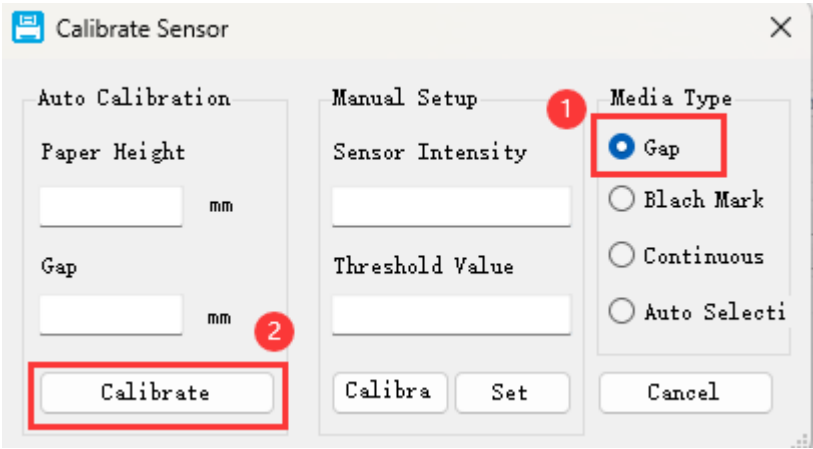 Calibrate Sensor
Auto Calibration
Paper Height
mm
Gap
mm
2
Calibrate
Manual Setup
Sensor Intensity
Threshold Value
Calibra
Set
1
Media Type
Gap
Blach Mark
Continuous
Auto Selecti
Cancel